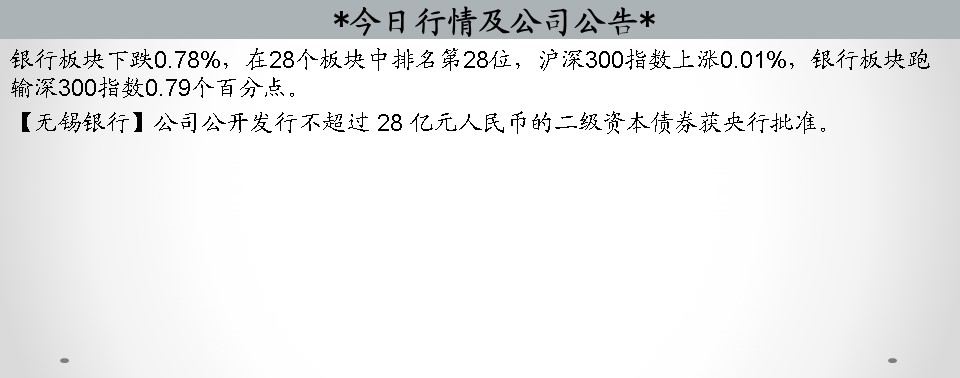 *今日行情及公司公告*
银行板块下跌0.78%，在28个板块中排名第28位，沪深300指数上涨0.01%，银行板块跑
输深300指数0.79个百分点。
【无锡银行】公司公开发行不超过 28 亿元人民币的二级资本债券获央行批准。